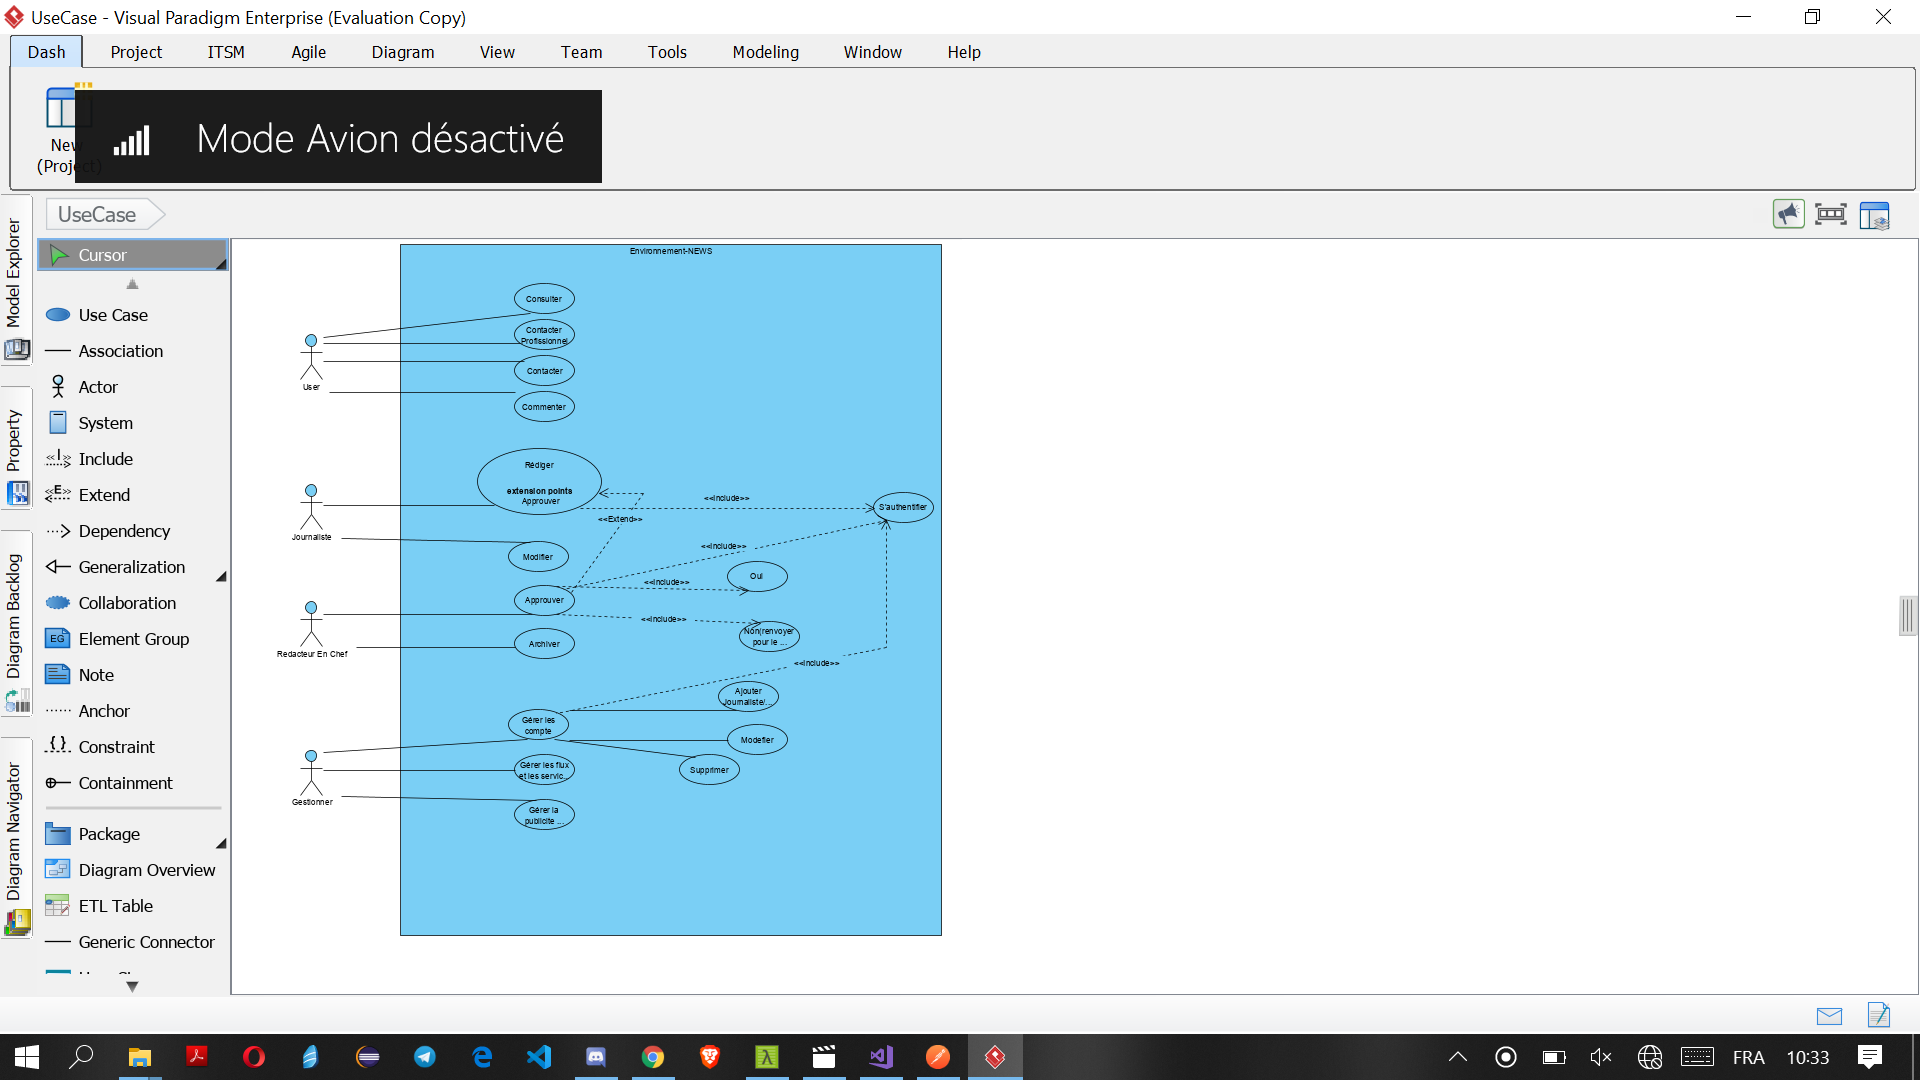 UseCase - Visual Paradigm Enterprise (Evaluation Copy)
Dash Project ITSM Agile Diagram View Team Tools Modeling Window Help
New
(Project)
Mode Avion désactivé
UseCase
Model Explorer
Property
Diagram Backlog
Diagram Navigator
Cursor
Use Case
Association
Actor
System
<<I>> Include
<<E>> Extend
Dependency
Generalization
Collaboration
EG Element Group
Note
Anchor
{} Constraint
Containment
Package
Diagram Overview
ETL Table
Generic Connector
Environnement-NEWS
Consulter
Contacter
Profissionnel
Contacter
Commenter
User
Rédiger
extension points
Approuver
<<Include>>
S'authentifier
<<Extend>>
Journaliste
Modifier
<<Include>>
Oui
<<Include>>
Approuver
<<Include>>
Non(renvoyer
pour le ...
Redacteur En Chef
Archiver
<<Include>>
Ajouter
Journaliste/...
Gérer les
compte
Modefier
Supprimer
Gérer les flux
et les servic...
Gestionner
Gérer la
publicite ...
FRA 10:33